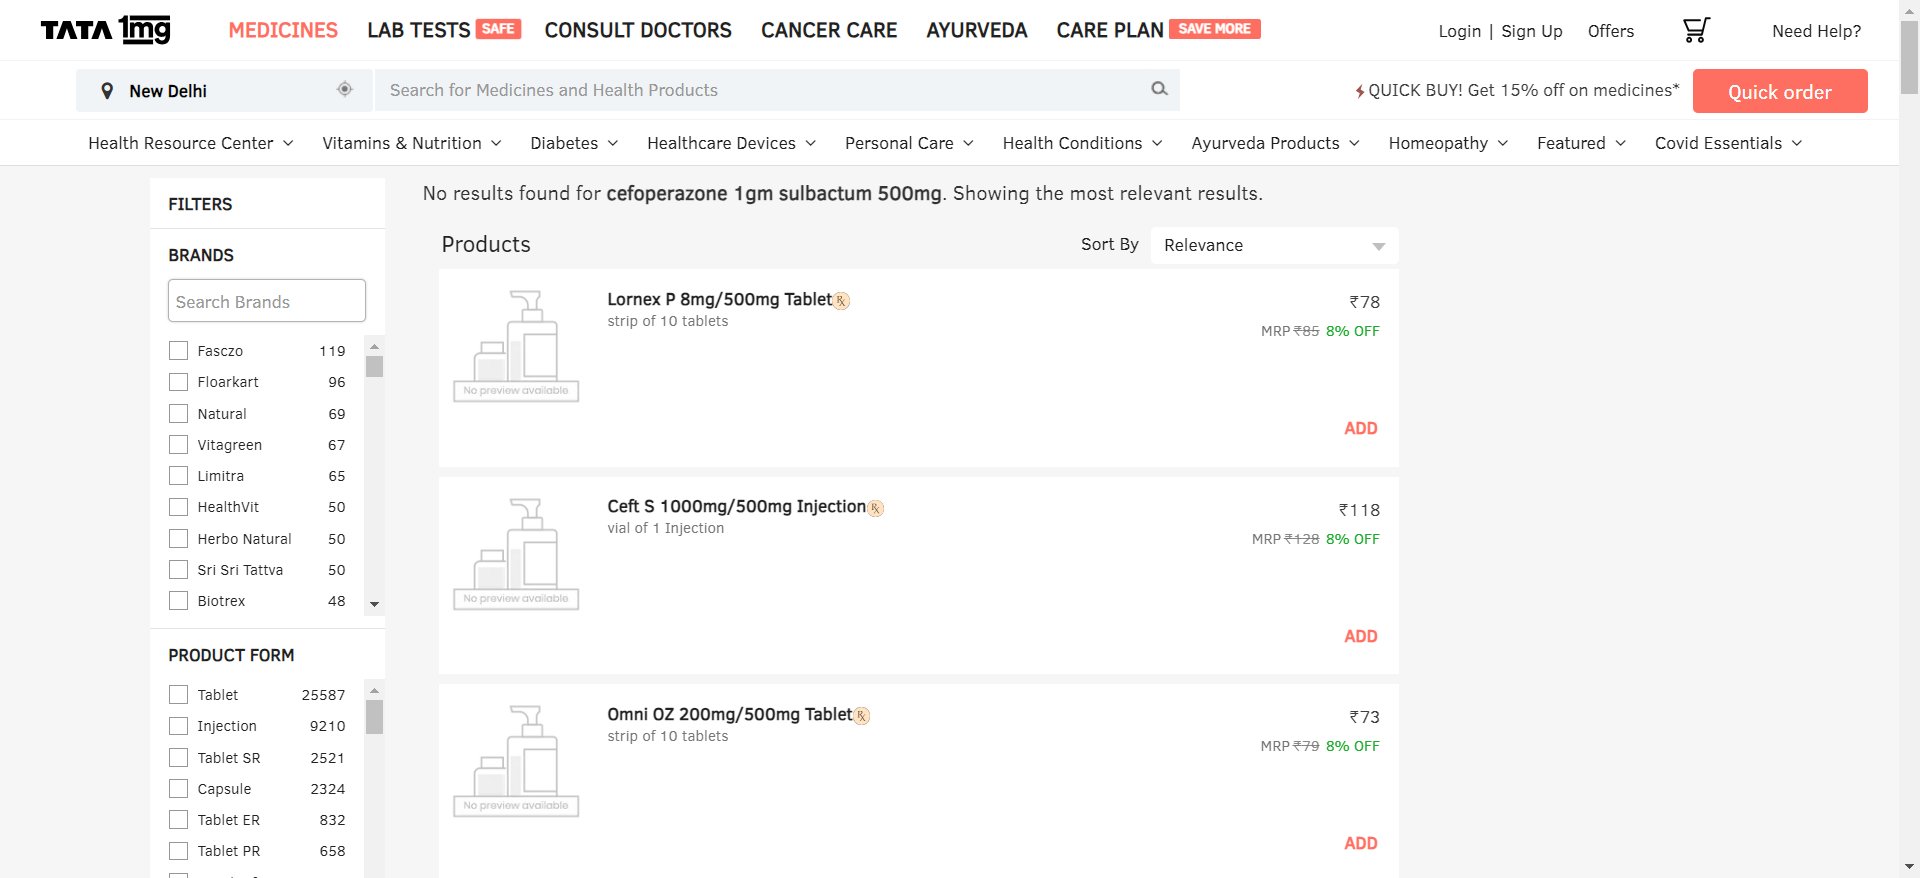 TATA 1mg MEDICINES LAB TESTS SAFE CONSULT DOCTORS CANCER CARE AYURVEDA CARE PLAN SAVE MORE Login | Sign Up Offers Need Help?
New Delhi Search for Medicines and Health Products QUICK BUY! Get 15% off on medicines* Quick order
Health Resource Center Vitamins & Nutrition Diabetes Healthcare Devices Personal Care Health Conditions Ayurveda Products Homeopathy Featured Covid Essentials
FILTERS
BRANDS
Search Brands
Fasczo 119
Floarkart 96
Natural 69
Vitagreen 67
Limitra 65
HealthVit 50
Herbo Natural 50
Sri Sri Tattva 50
Biotrex 48
PRODUCT FORM
Tablet 25587
Injection 9210
Tablet SR 2521
Capsule 2324
Tablet ER 832
Tablet PR 658
No results found for cefoperazone 1gm sulbactum 500mg. Showing the most relevant results.
Products Sort By Relevance
Lornex P 8mg/500mg Tablet ℞ ₹78
strip of 10 tablets MRP ₹85 8% OFF
No preview available
ADD
Ceft S 1000mg/500mg Injection ℞ ₹118
vial of 1 Injection MRP ₹128 8% OFF
No preview available
ADD
Omni OZ 200mg/500mg Tablet ℞ ₹73
strip of 10 tablets MRP ₹79 8% OFF
No preview available
ADD